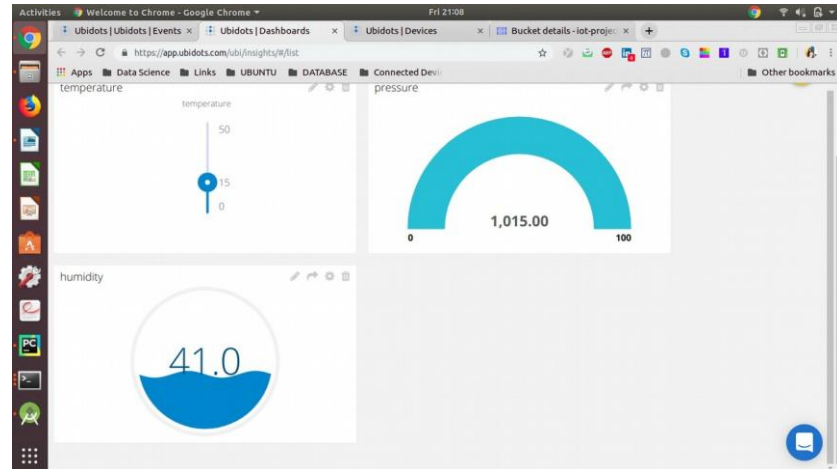 Activities Welcome to Chrome - Google Chrome Fri 21:08
Ubidots | Ubidots | Events × Ubidots | Dashboards × Ubidots | Devices × Bucket details - iot-projec × +
https://app.ubidots.com/ubi/insights/#/list
Apps Data Science Links UBUNTU DATABASE Connected Devi Other bookmarks
temperature
temperature
50
15
0
pressure
1,015.00
0 100
humidity
41.0